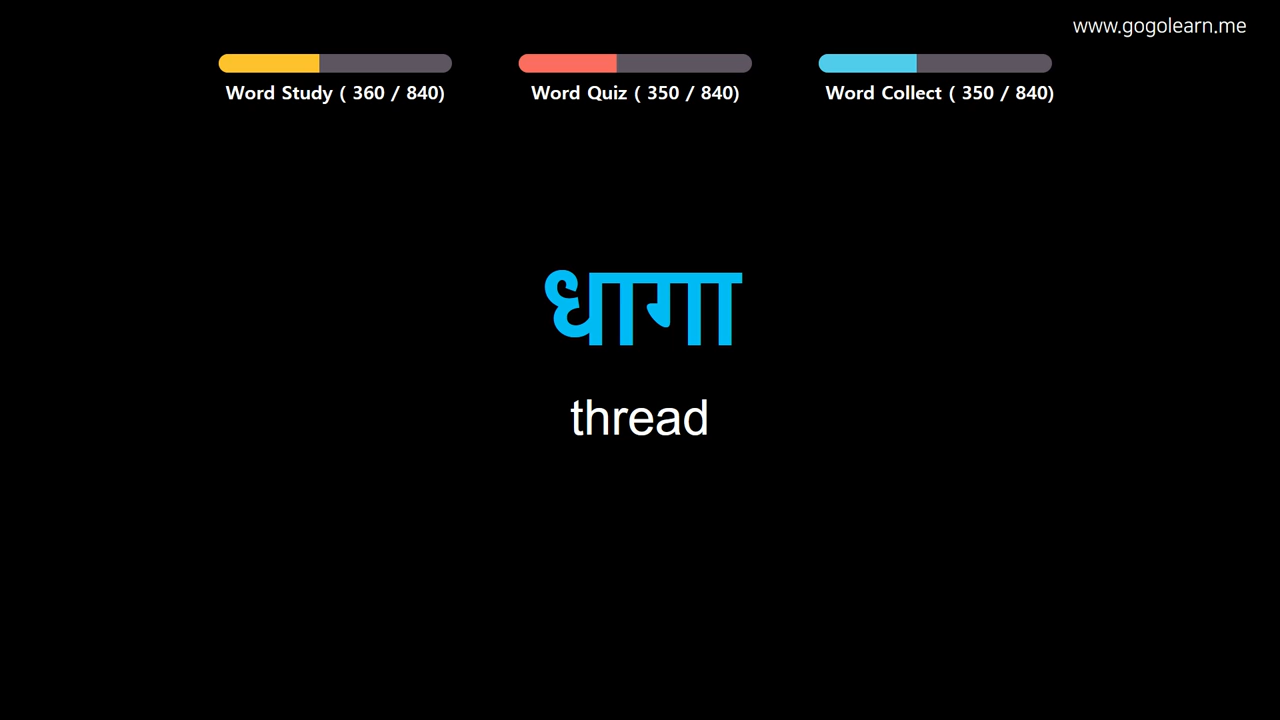 www.gogolearn.me
Word Study ( 360 / 840)
Word Quiz ( 350 / 840)
Word Collect ( 350 / 840)
धागा
thread